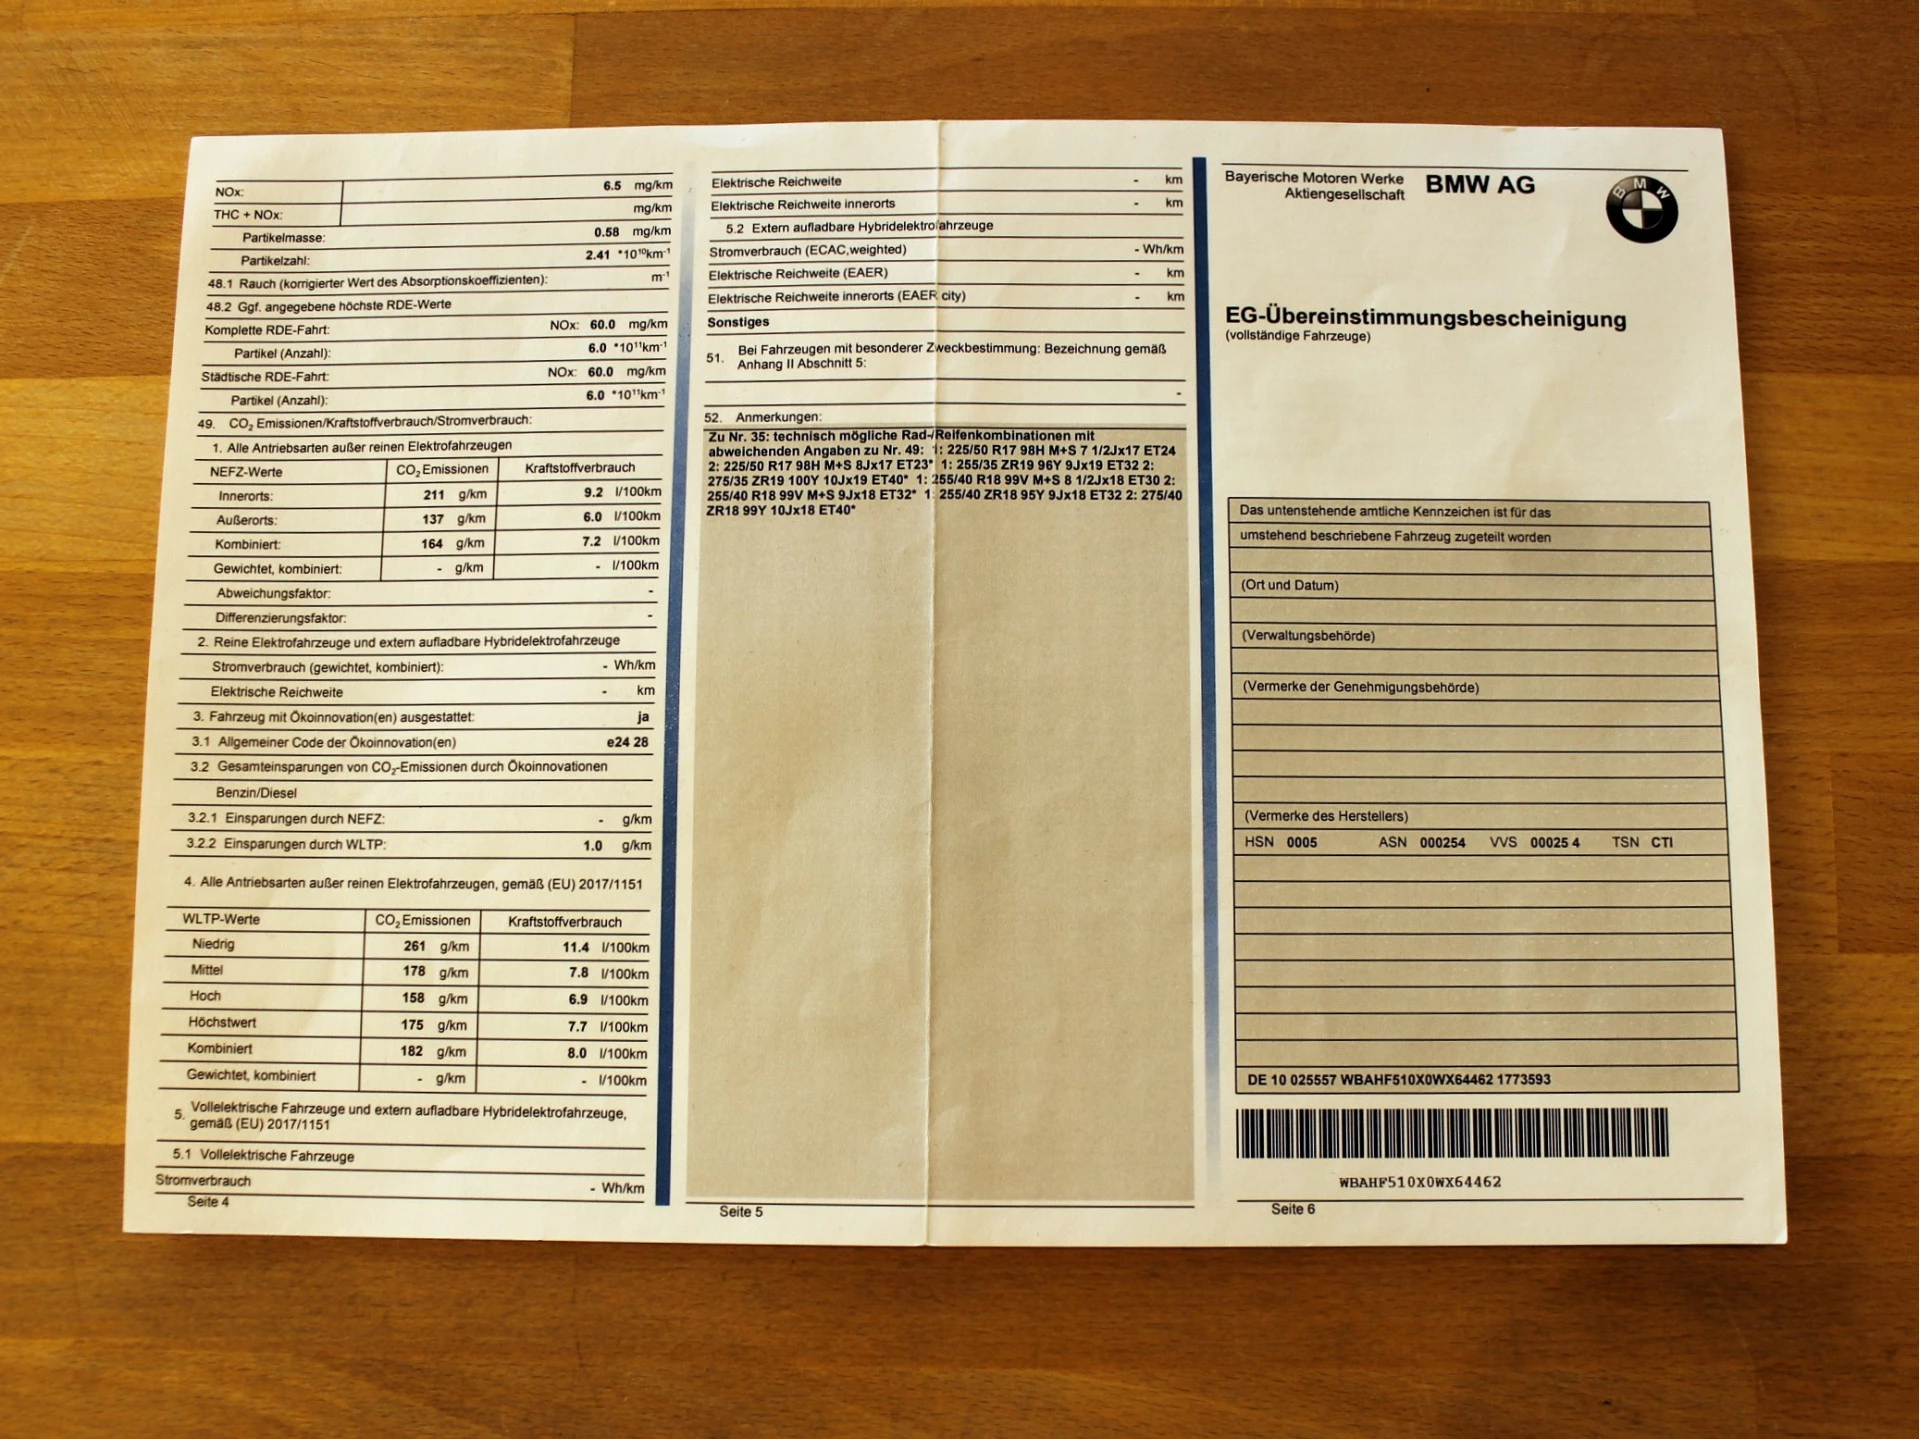 NOx: 6.5 mg/km
THC + NOx: mg/km
Partikelmasse: 0.58 mg/km
Partikelzahl: 2.41 *10¹⁰km⁻¹
48.1 Rauch (korrigierter Wert des Absorptionskoeffizienten): m⁻¹
48.2 Ggf. angegebene höchste RDE-Werte
Komplette RDE-Fahrt: NOx: 60.0 mg/km
Partikel (Anzahl): 6.0 *10¹¹km⁻¹
Städtische RDE-Fahrt: NOx: 60.0 mg/km
Partikel (Anzahl): 6.0 *10¹¹km⁻¹
49. CO₂ Emissionen/Kraftstoffverbrauch/Stromverbrauch:
1. Alle Antriebsarten außer reinen Elektrofahrzeugen
NEFZ-Werte CO₂ Emissionen Kraftstoffverbrauch
Innerorts: 211 g/km 9.2 l/100km
Außerorts: 137 g/km 6.0 l/100km
Kombiniert: 164 g/km 7.2 l/100km
Gewichtet, kombiniert: - g/km - l/100km
Abweichungsfaktor: -
Differenzierungsfaktor: -
2. Reine Elektrofahrzeuge und extern aufladbare Hybridelektrofahrzeuge
Stromverbrauch (gewichtet, kombiniert): - Wh/km
Elektrische Reichweite - km
3. Fahrzeug mit Ökoinnovation(en) ausgestattet: ja
3.1 Allgemeiner Code der Ökoinnovation(en) e24 28
3.2 Gesamteinsparungen von CO₂-Emissionen durch Ökoinnovationen
Benzin/Diesel
3.2.1 Einsparungen durch NEFZ: - g/km
3.2.2 Einsparungen durch WLTP: 1.0 g/km
4. Alle Antriebsarten außer reinen Elektrofahrzeugen, gemäß (EU) 2017/1151
WLTP-Werte CO₂ Emissionen Kraftstoffverbrauch
Niedrig 261 g/km 11.4 l/100km
Mittel 178 g/km 7.8 l/100km
Hoch 158 g/km 6.9 l/100km
Höchstwert 175 g/km 7.7 l/100km
Kombiniert 182 g/km 8.0 l/100km
Gewichtet, kombiniert - g/km - l/100km
5. Vollelektrische Fahrzeuge und extern aufladbare Hybridelektrofahrzeuge,
gemäß (EU) 2017/1151
5.1 Vollelektrische Fahrzeuge
Stromverbrauch - Wh/km
Seite 4
Elektrische Reichweite - km
Elektrische Reichweite innerorts - km
5.2 Extern aufladbare Hybridelektrofahrzeuge
Stromverbrauch (ECAC,weighted) - Wh/km
Elektrische Reichweite (EAER) - km
Elektrische Reichweite innerorts (EAER city) - km
Sonstiges
51. Bei Fahrzeugen mit besonderer Zweckbestimmung: Bezeichnung gemäß
Anhang II Abschnitt 5:
-
52. Anmerkungen:
Zu Nr. 35: technisch mögliche Rad-/Reifenkombinationen mit
abweichenden Angaben zu Nr. 49: 1: 225/50 R17 98H M+S 7 1/2Jx17 ET24
2: 225/50 R17 98H M+S 8Jx17 ET23* 1: 255/35 ZR19 96Y 9Jx19 ET32 2:
275/35 ZR19 100Y 10Jx19 ET40* 1: 255/40 R18 99V M+S 8 1/2Jx18 ET30 2:
255/40 R18 99V M+S 9Jx18 ET32* 1: 255/40 ZR18 95Y 9Jx18 ET32 2: 275/40
ZR18 99Y 10Jx18 ET40*
Seite 5
Bayerische Motoren Werke BMW AG
Aktiengesellschaft
BMW
EG-Übereinstimmungsbescheinigung
(vollständige Fahrzeuge)
Das untenstehende amtliche Kennzeichen ist für das
umstehend beschriebene Fahrzeug zugeteilt worden
(Ort und Datum)
(Verwaltungsbehörde)
(Vermerke der Genehmigungsbehörde)
(Vermerke des Herstellers)
HSN 0005 ASN 000254 VVS 00025 4 TSN CTI
DE 10 025557 WBAHF510X0WX64462 1773593
WBAHF510X0WX64462
Seite 6